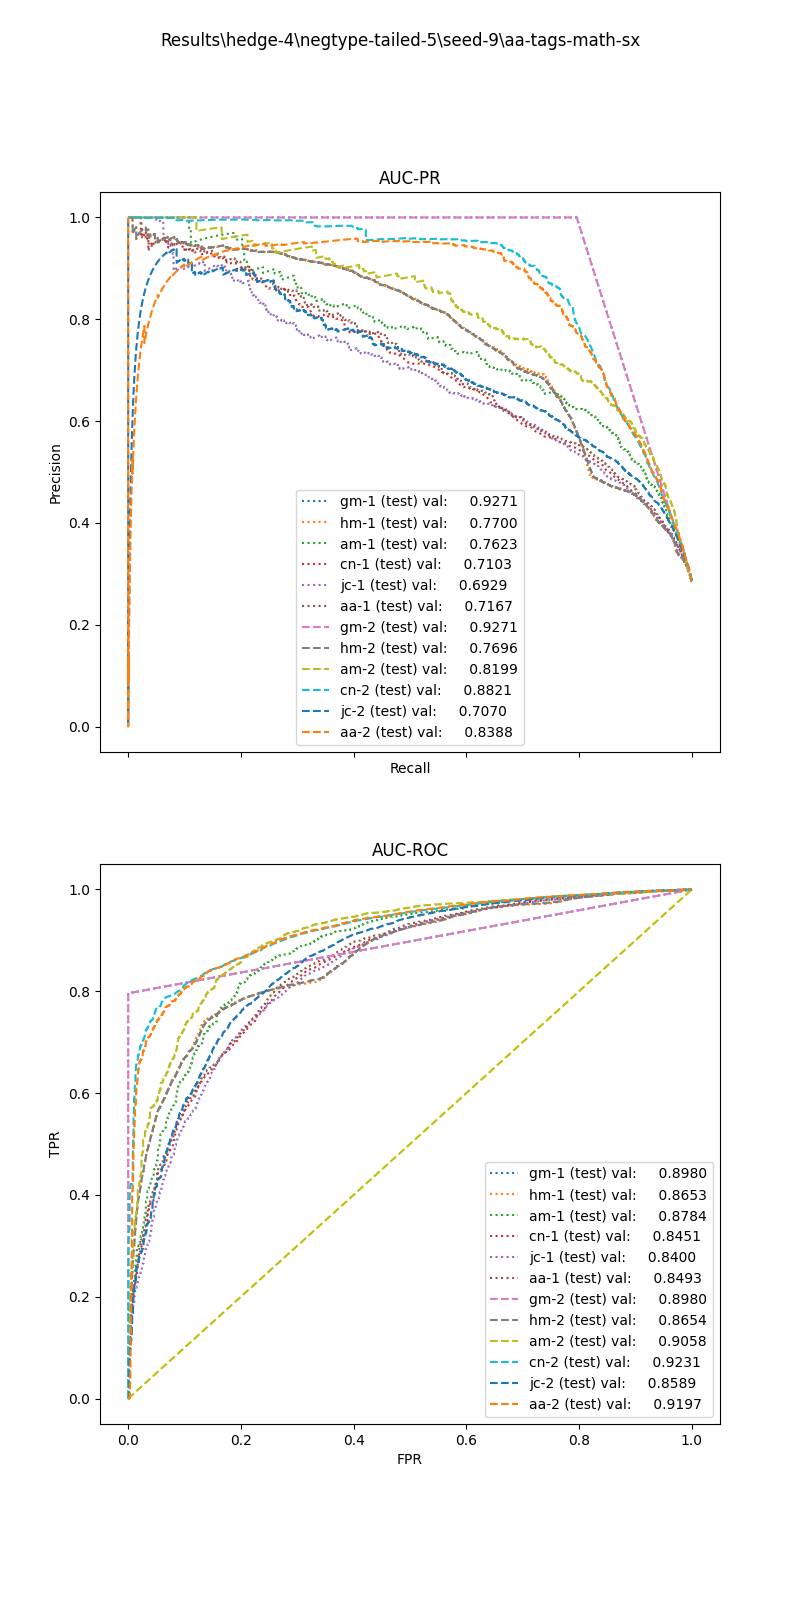 Results\hedge-4\negtype-tailed-5\seed-9\aa-tags-math-sx
AUC-PR
1.0
0.8
0.6
0.4
0.2
0.0
Precision
gm-1 (test) val: 0.9271
hm-1 (test) val: 0.7700
am-1 (test) val: 0.7623
cn-1 (test) val: 0.7103
jc-1 (test) val: 0.6929
aa-1 (test) val: 0.7167
gm-2 (test) val: 0.9271
hm-2 (test) val: 0.7696
am-2 (test) val: 0.8199
cn-2 (test) val: 0.8821
jc-2 (test) val: 0.7070
aa-2 (test) val: 0.8388
Recall
AUC-ROC
1.0
0.8
0.6
0.4
0.2
0.0
TPR
gm-1 (test) val: 0.8980
hm-1 (test) val: 0.8653
am-1 (test) val: 0.8784
cn-1 (test) val: 0.8451
jc-1 (test) val: 0.8400
aa-1 (test) val: 0.8493
gm-2 (test) val: 0.8980
hm-2 (test) val: 0.8654
am-2 (test) val: 0.9058
cn-2 (test) val: 0.9231
jc-2 (test) val: 0.8589
aa-2 (test) val: 0.9197
0.0 0.2 0.4 0.6 0.8 1.0
FPR